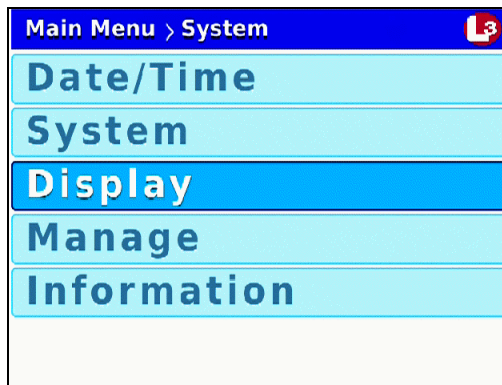 Main Menu > System
L3
Date/Time
System
Display
Manage
Information